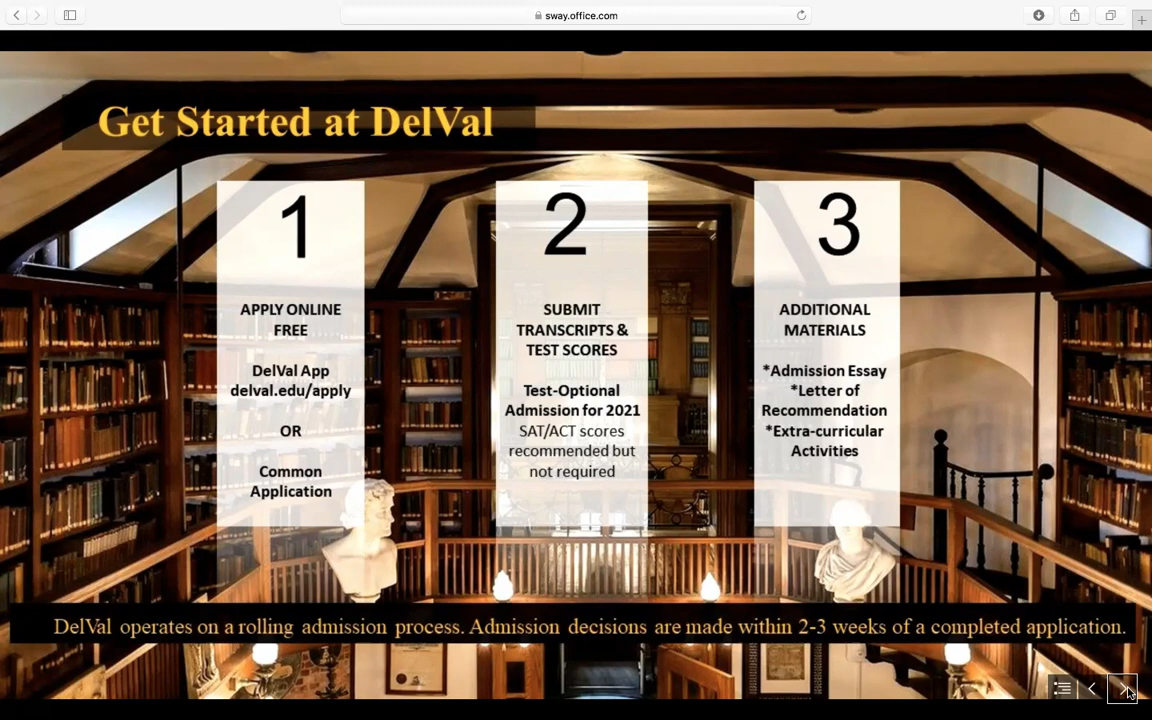 sway.office.com
Get Started at DelVal
1
APPLY ONLINE
FREE
DelVal App
delval.edu/apply
OR
Common
Application
2
SUBMIT
TRANSCRIPTS &
TEST SCORES
Test-Optional
Admission for 2021
SAT/ACT scores
recommended but
not required
3
ADDITIONAL
MATERIALS
*Admission Essay
*Letter of
Recommendation
*Extra-curricular
Activities
DelVal operates on a rolling admission process. Admission decisions are made within 2-3 weeks of a completed application.